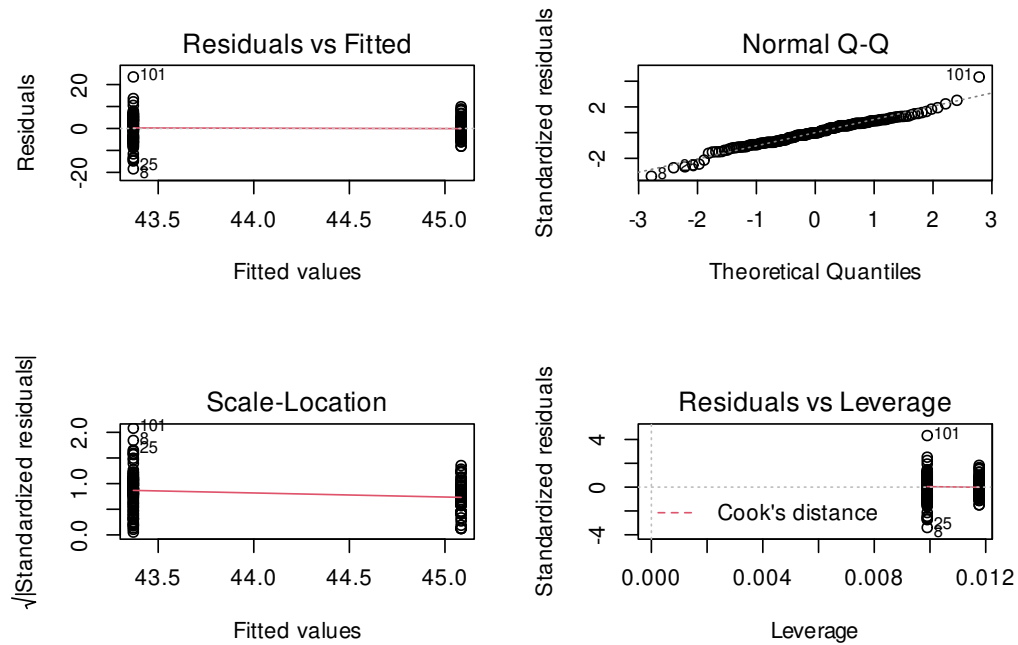 Residuals vs Fitted
Residuals
20
0
-20
101
25
8
43.5 44.0 44.5 45.0
Fitted values
Normal Q-Q
Standardized residuals
2
-2
101
8
-3 -2 -1 0 1 2 3
Theoretical Quantiles
Scale-Location
√|Standardized residuals|
2.0
1.0
0.0
101
8
25
43.5 44.0 44.5 45.0
Fitted values
Residuals vs Leverage
Standardized residuals
4
0
-4
101
Cook's distance
25
8
0.000 0.004 0.008 0.012
Leverage